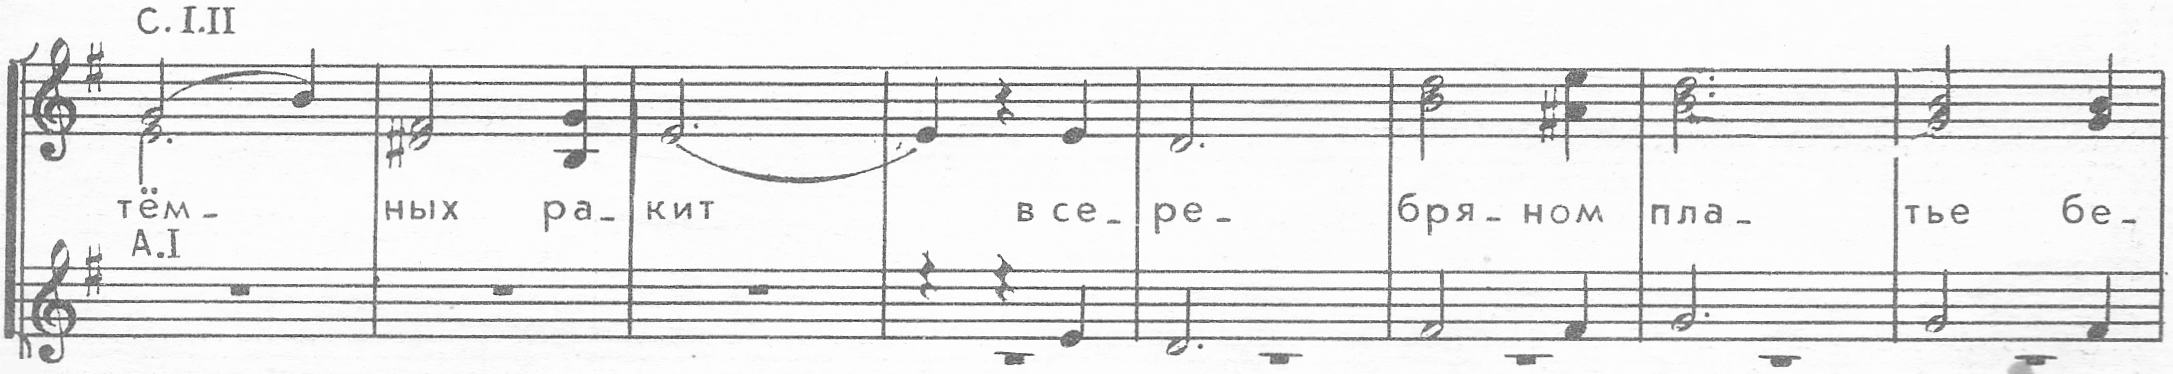 С. I.II
тём_ ных ра_ кит в се_ ре_ бря_ ном пла_ тье бе_
А.I